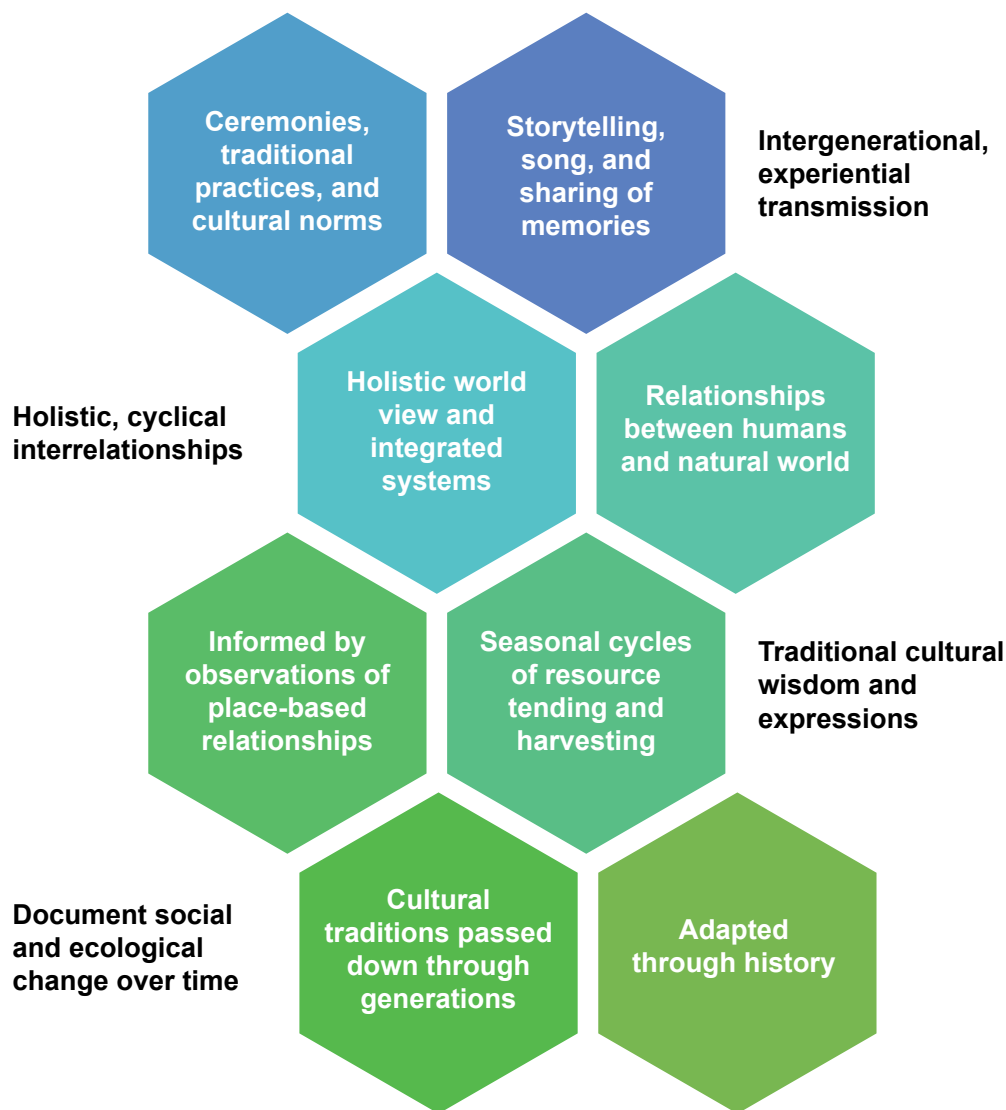 Ceremonies,
traditional
practices, and
cultural norms
Storytelling,
song, and
sharing of
memories
Intergenerational,
experiential
transmission
Holistic, cyclical
interrelationships
Holistic world
view and
integrated
systems
Relationships
between humans
and natural world
Informed by
observations of
place-based
relationships
Seasonal cycles
of resource
tending and
harvesting
Traditional cultural
wisdom and
expressions
Document social
and ecological
change over time
Cultural
traditions passed
down through
generations
Adapted
through history